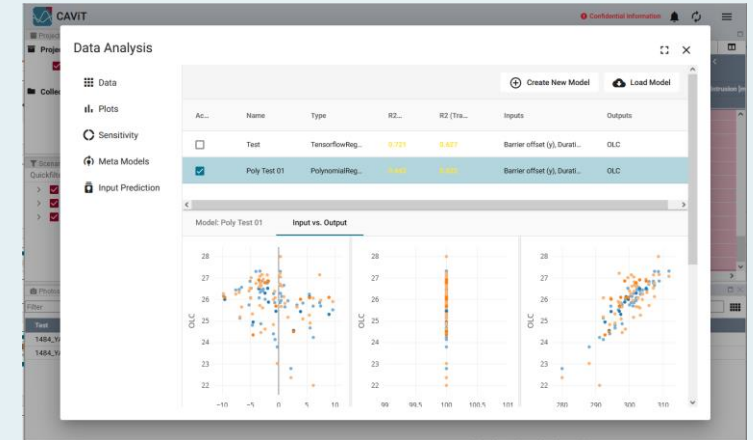 CAViT
Confidential Information
Data Analysis
Data
Plots
Sensitivity
Meta Models
Input Prediction
Create New Model
Load Model
Ac... Name Type R2... R2 (Tra... Inputs Outputs
Test TensorflowReg... Barrier offset (y), Durati... OLC
Poly Test 01 PolynomialReg... Barrier offset (y), Durati... OLC
Model: Poly Test 01 Input vs. Output
OLC
28
27
26
25
24
23
22
-10 -5 0 5 10
OLC
28
27
26
25
24
23
22
99 99.5 100 100.5 101
OLC
28
27
26
25
24
23
22
280 290 300 310
Quickfilt
Photos
Filter
Test